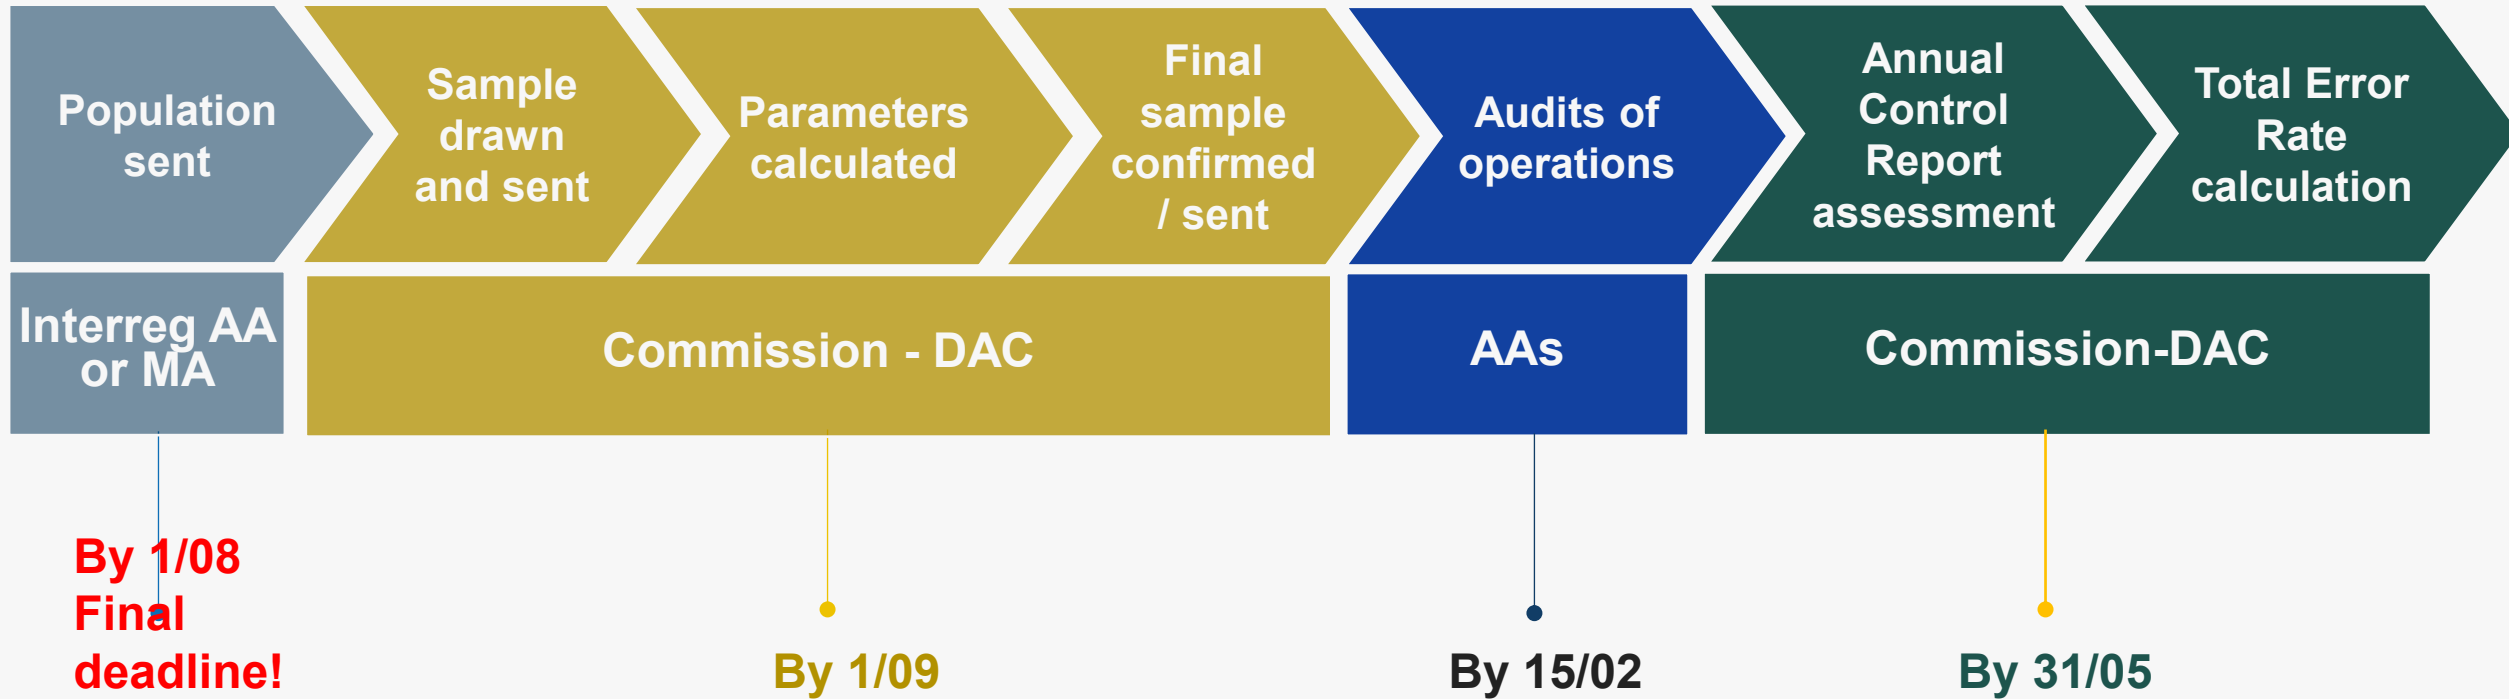 Population
sent
Sample
drawn
and sent
Parameters
calculated
Final
sample
confirmed
/ sent
Audits of
operations
Annual
Control
Report
assessment
Total Error
Rate
calculation
Interreg AA
or MA
Commission - DAC
AAs
Commission-DAC
By 1/08
Final
deadline!
By 1/09
By 15/02
By 31/05